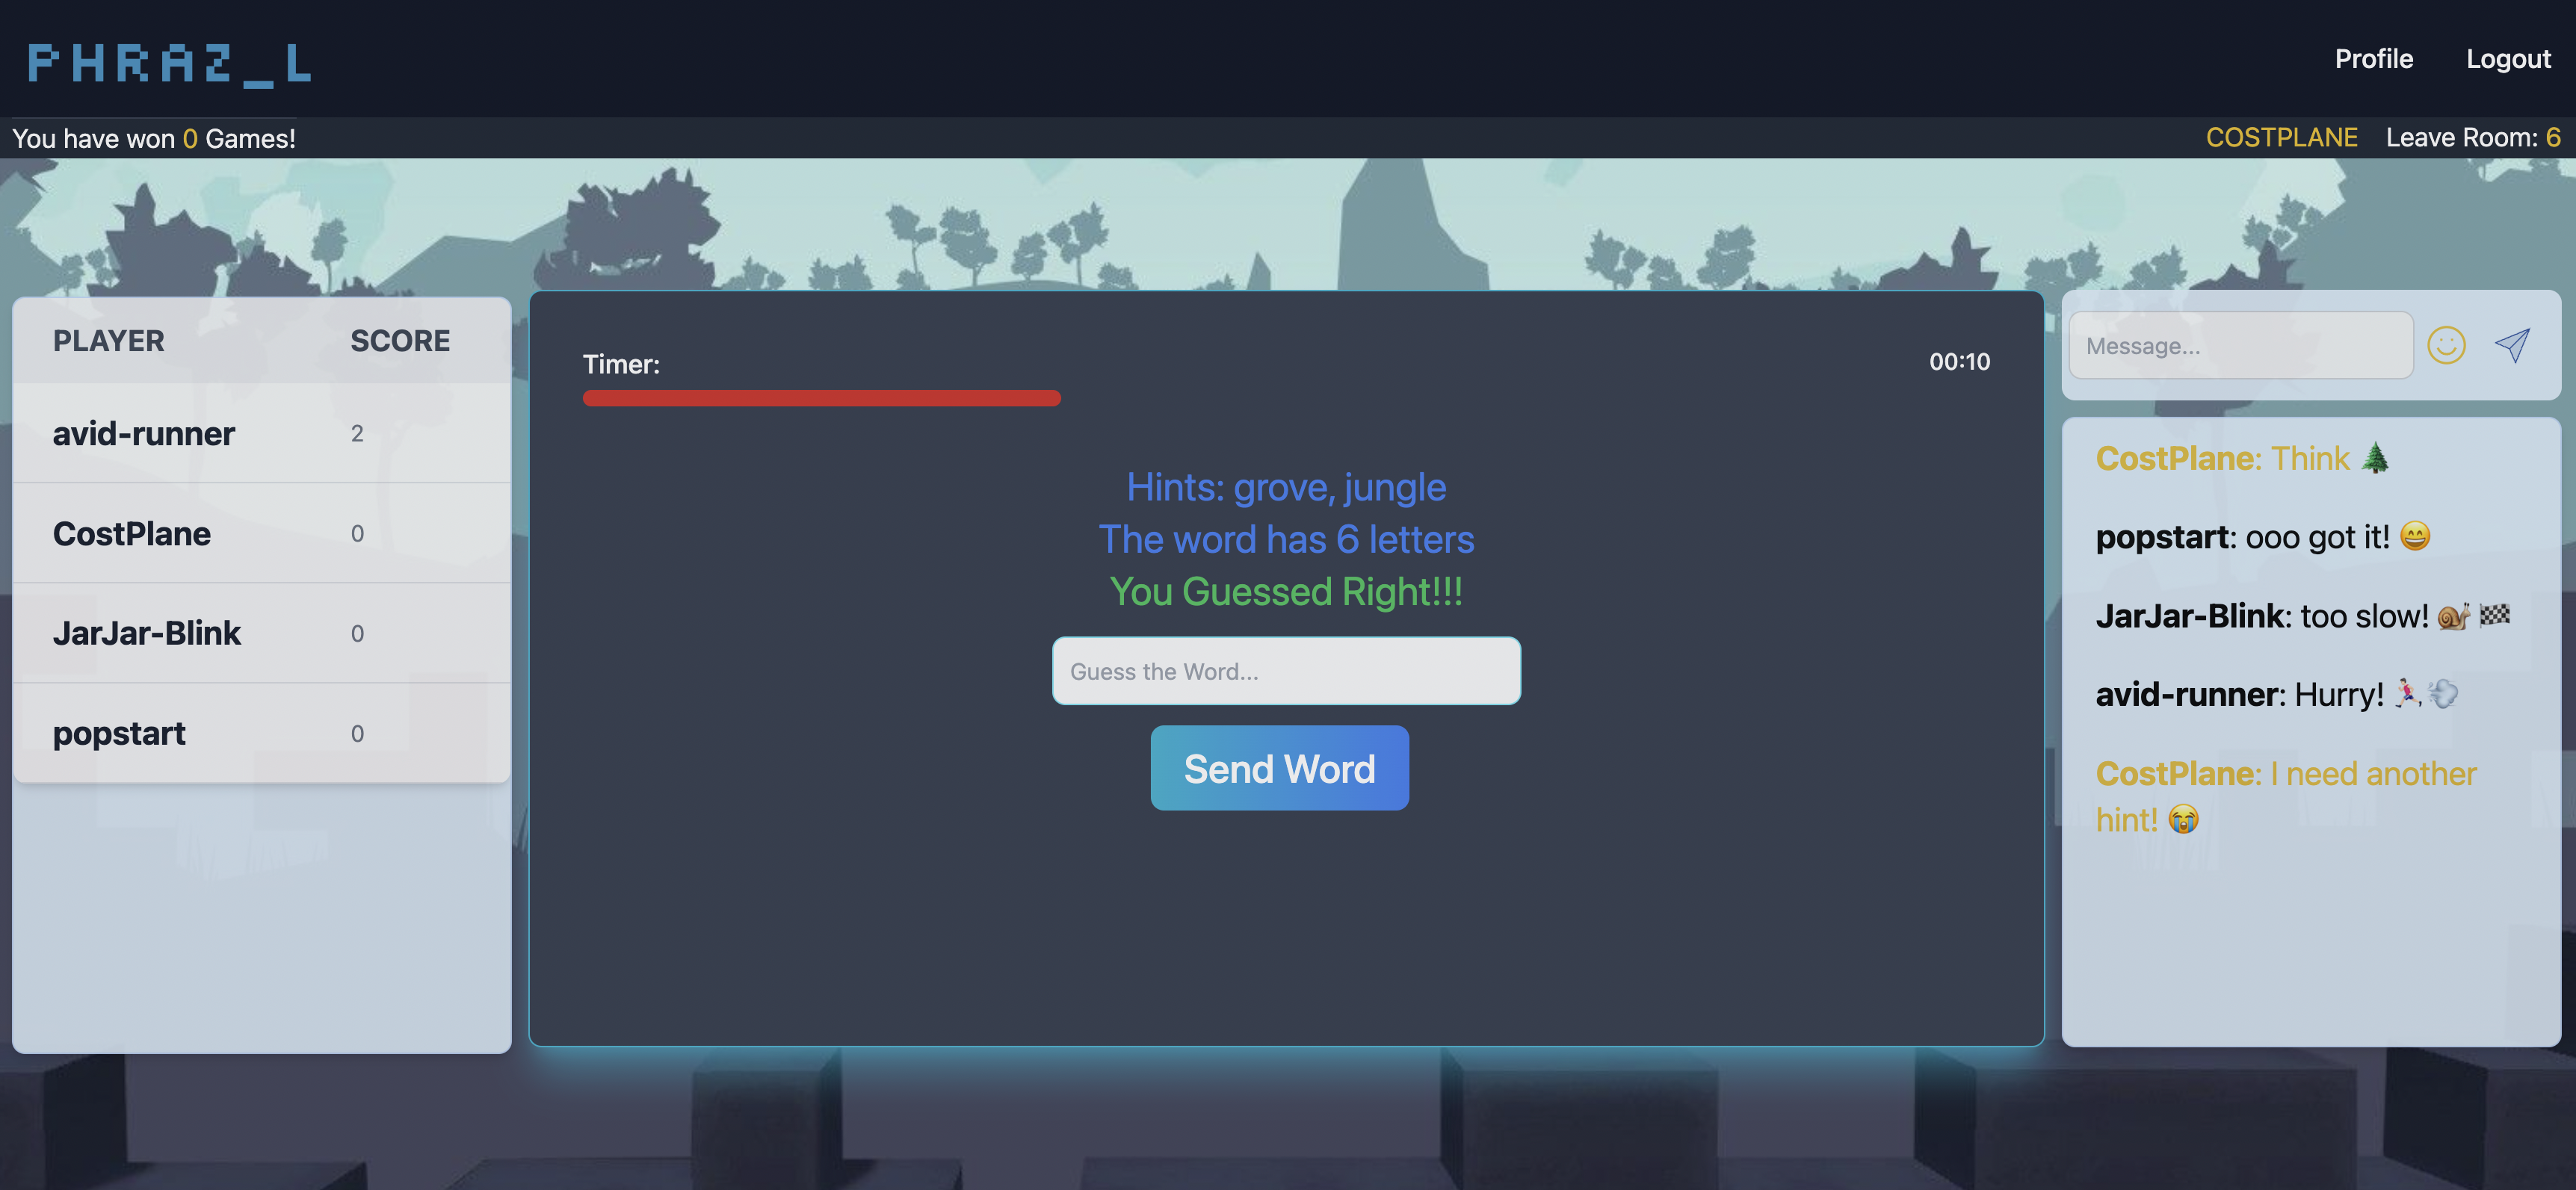 PHRAZ_L
Profile Logout
You have won 0 Games!
COSTPLANE Leave Room: 6
PLAYER SCORE
avid-runner 2
CostPlane 0
JarJar-Blink 0
popstart 0
Timer: 00:10
Hints: grove, jungle
The word has 6 letters
You Guessed Right!!!
Guess the Word...
Send Word
Message...
CostPlane: Think 🌲
popstart: ooo got it! 😄
JarJar-Blink: too slow! 🐌 🏁
avid-runner: Hurry! 🏃🏻‍♀️💨
CostPlane: I need another
hint! 😭